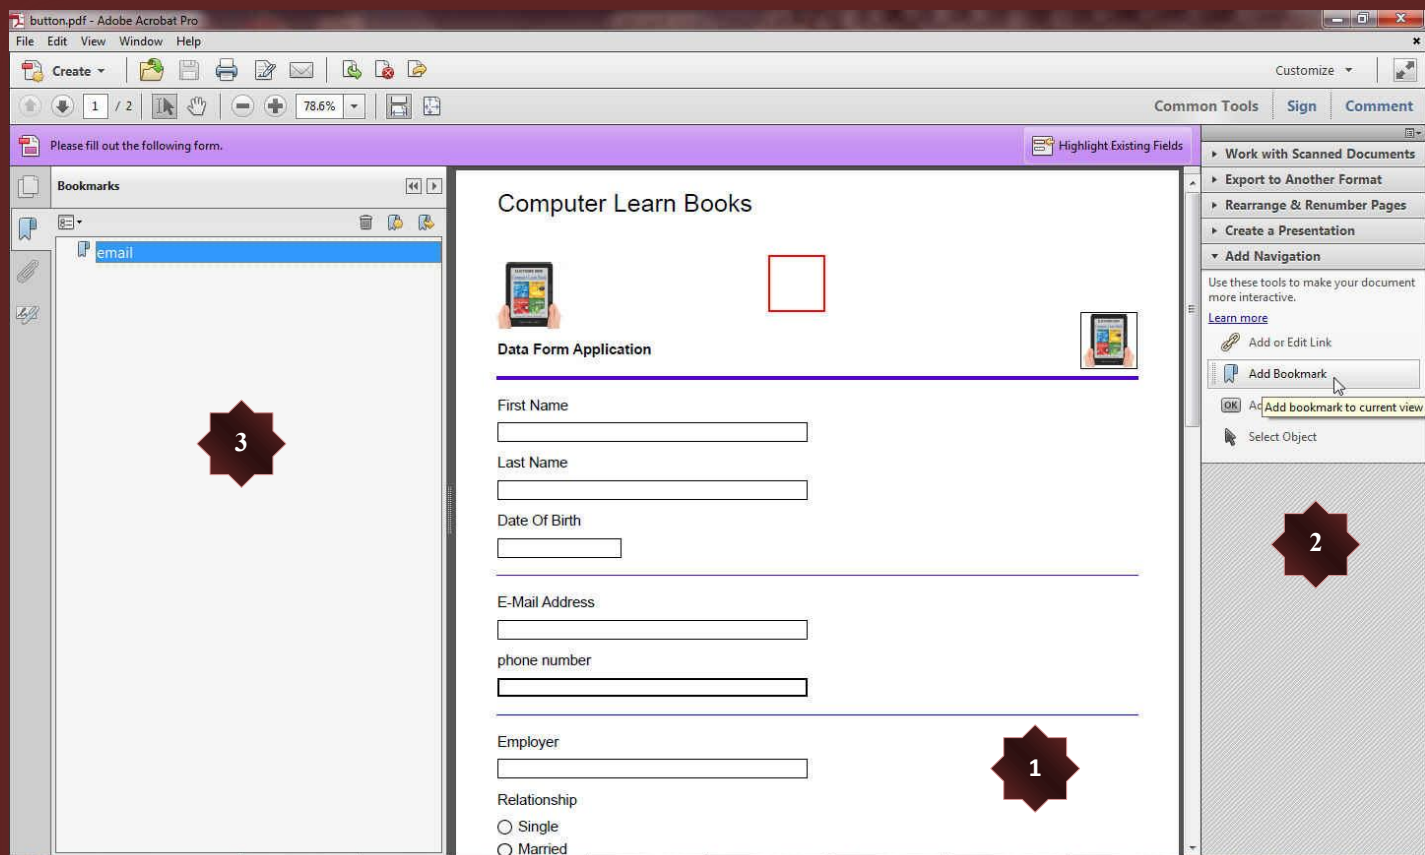 button.pdf - Adobe Acrobat Pro
File Edit View Window Help
Create
Customize
1 / 2
78.6%
Common Tools
Sign
Comment
Please fill out the following form.
Highlight Existing Fields
Bookmarks
email
3
Computer Learn Books
Data Form Application
First Name
Last Name
Date Of Birth
E-Mail Address
phone number
Employer
Relationship
Single
Married
1
Work with Scanned Documents
Export to Another Format
Rearrange & Renumber Pages
Create a Presentation
Add Navigation
Use these tools to make your document
more interactive.
Learn more
Add or Edit Link
Add Bookmark
OK
Add bookmark to current view
Select Object
2